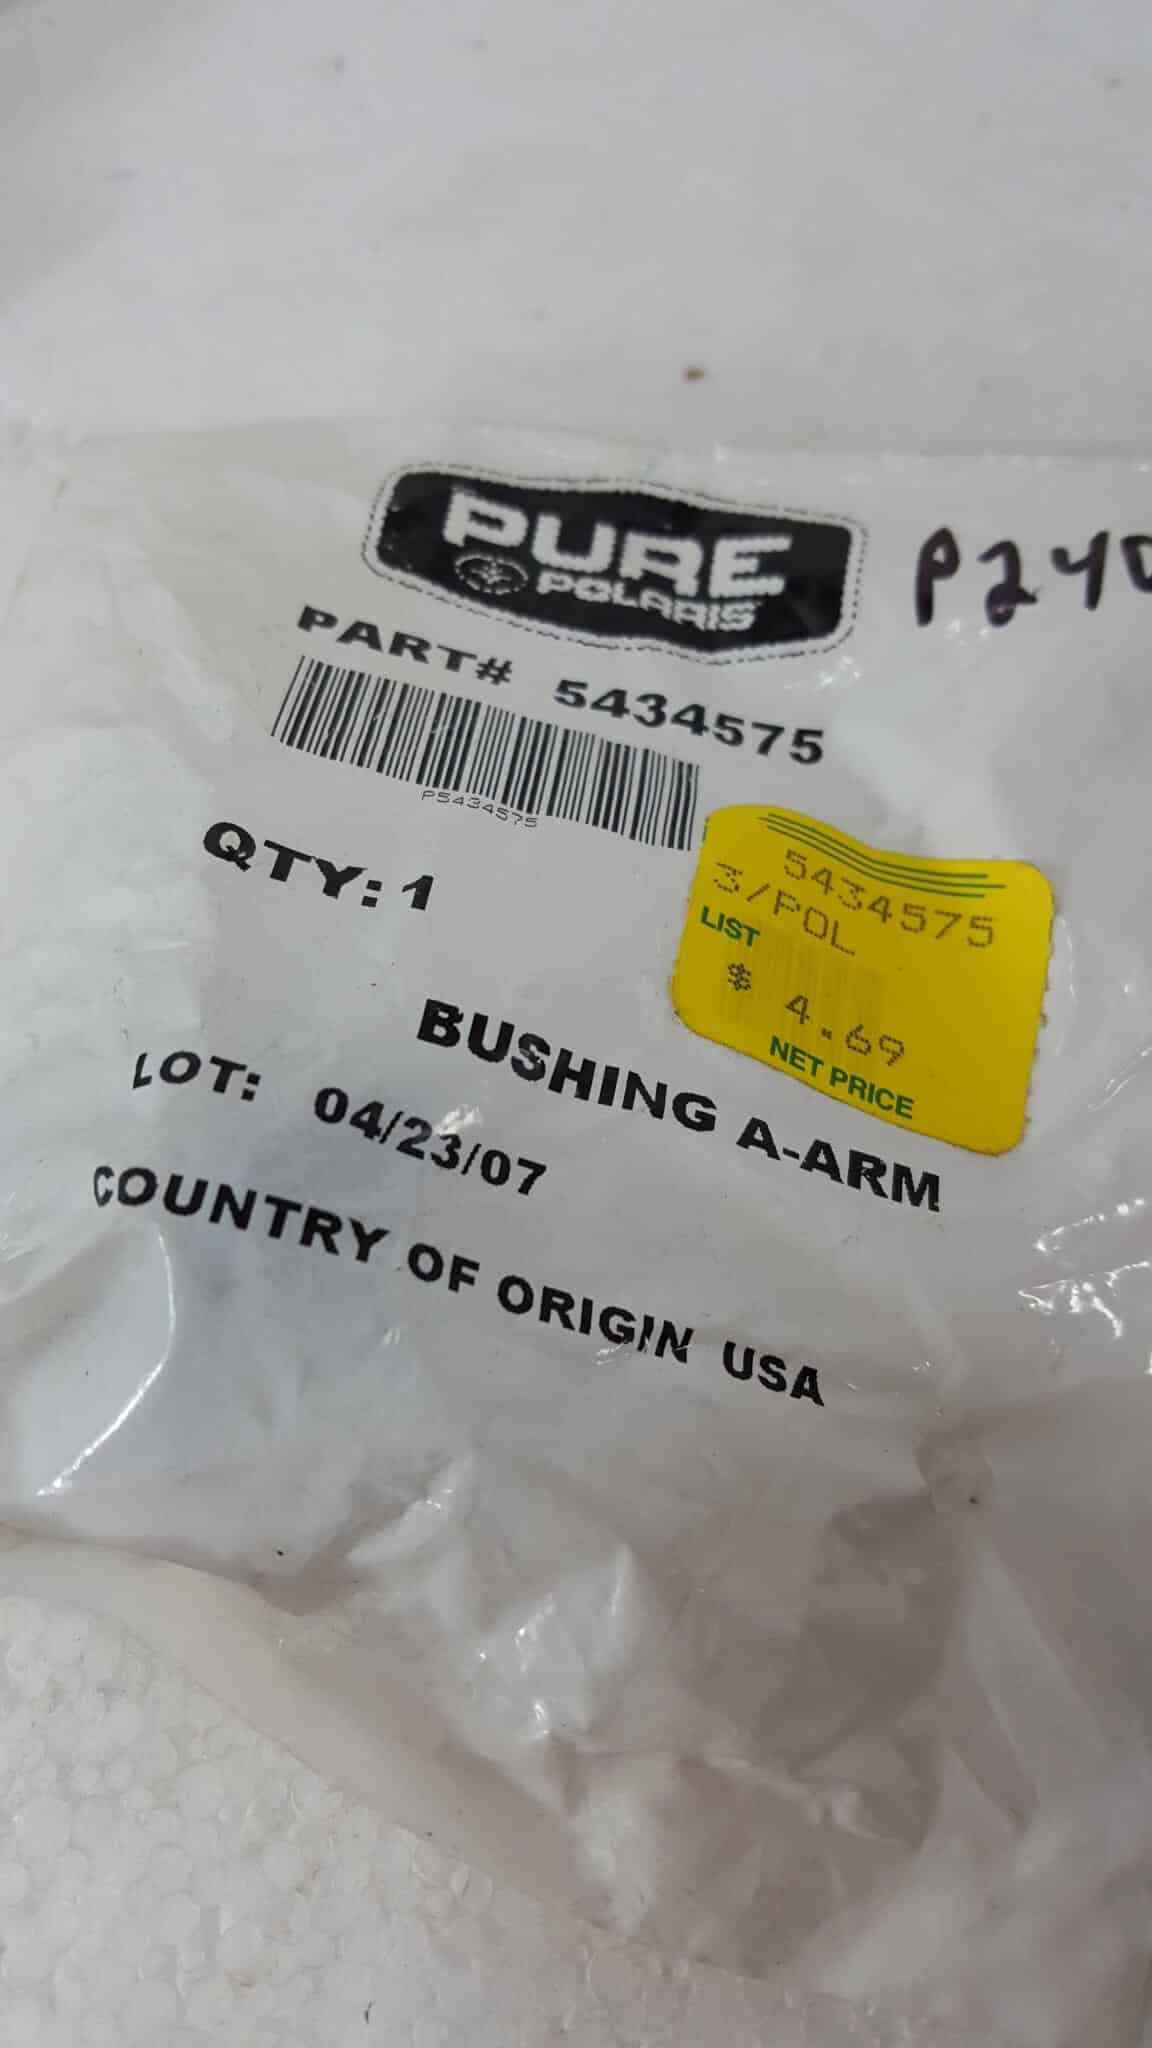 PURE
POLARIS
P240
PART# 5434575
P5434575
QTY: 1
5434575
3/POL
LIST
$ 4.69
NET PRICE
BUSHING A-ARM
LOT: 04/23/07
COUNTRY OF ORIGIN USA